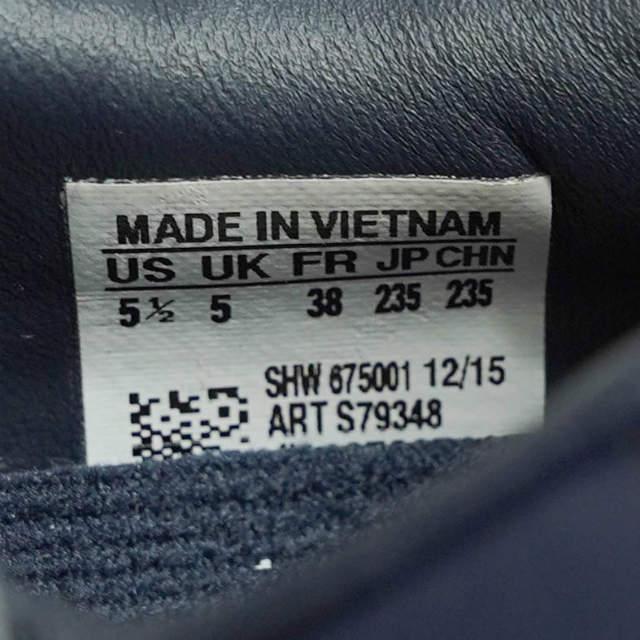 MADE IN VIETNAM
US UK FR JP CHN
5½ 5 38 235 235
SHW 675001 12/15
ART S79348